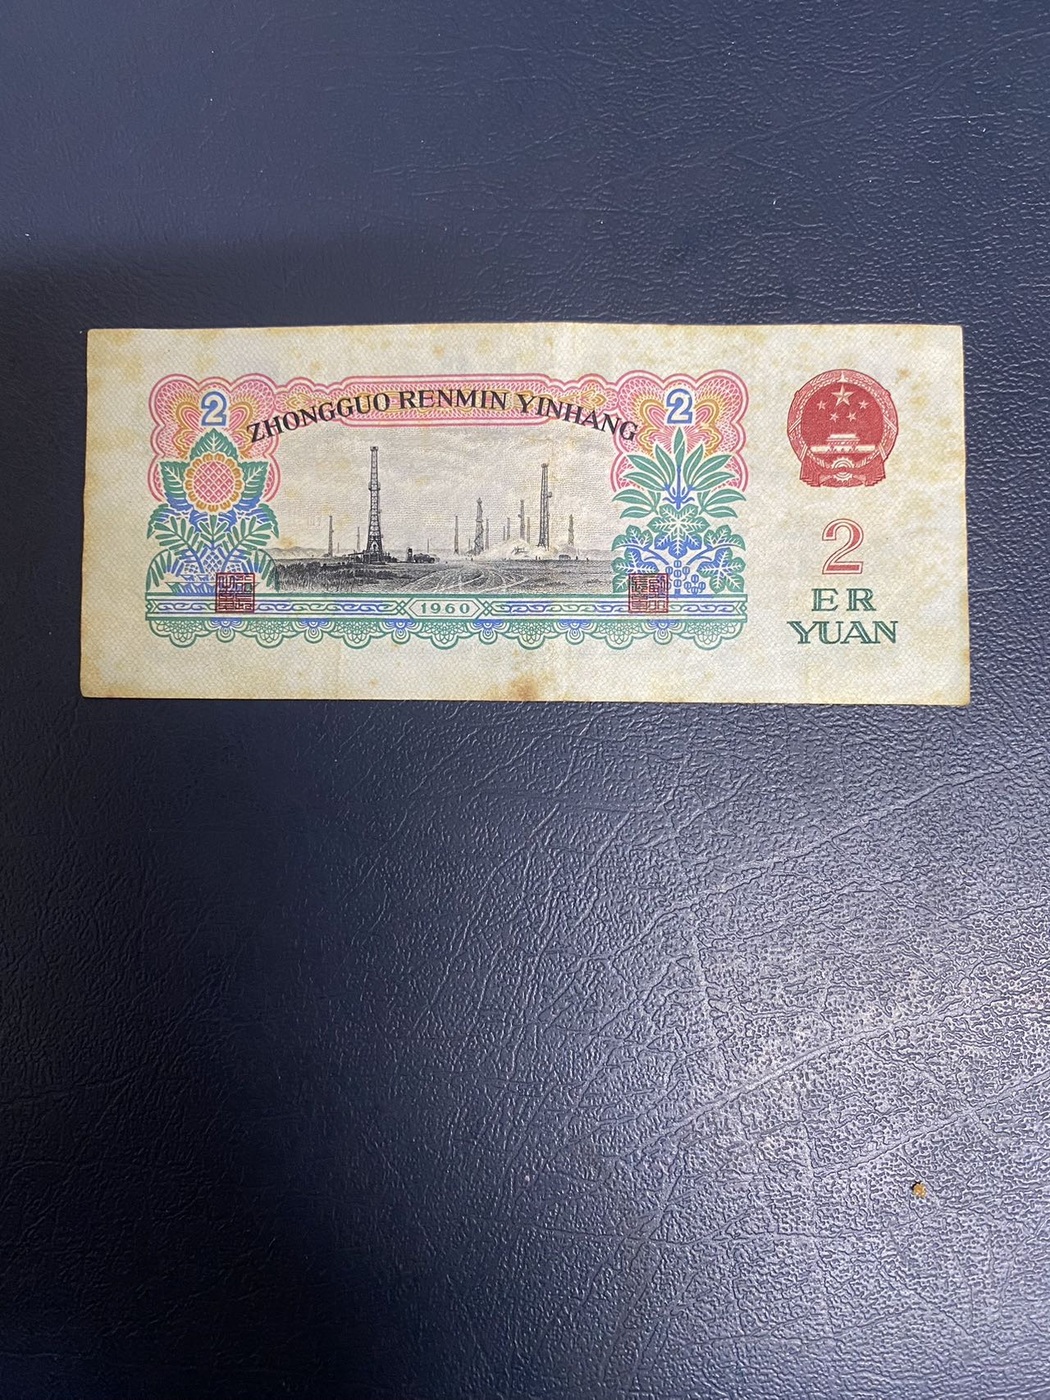 2
2
ZHONGGUO RENMIN YINHANG
2
ER
YUAN
1960